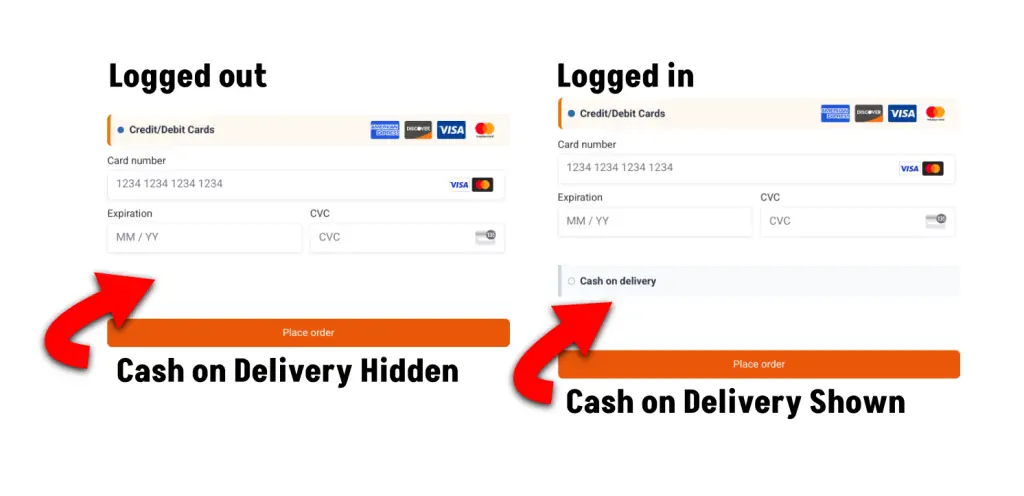 Logged out
Credit/Debit Cards
AMERICAN EXPRESS
DISCOVER
VISA
Card number
1234 1234 1234 1234
VISA
Expiration
CVC
MM / YY
CVC
Place order
Cash on Delivery Hidden
Logged in
Credit/Debit Cards
AMERICAN EXPRESS
DISCOVER
VISA
Card number
1234 1234 1234 1234
VISA
Expiration
CVC
MM / YY
CVC
Cash on delivery
Place order
Cash on Delivery Shown